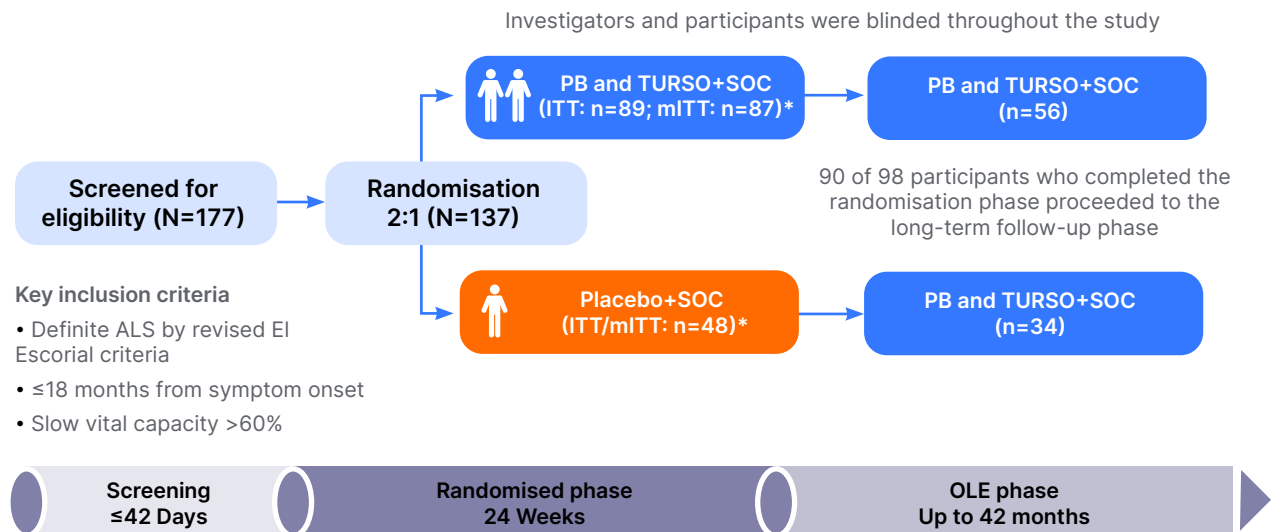 Investigators and participants were blinded throughout the study
PB and TURSO+SOC
(ITT: n=89; mITT: n=87)*
PB and TURSO+SOC
(n=56)
Screened for
eligibility (N=177)
Randomisation
2:1 (N=137)
90 of 98 participants who completed the
randomisation phase proceeded to the
long-term follow-up phase
Placebo+SOC
(ITT/mITT: n=48)*
PB and TURSO+SOC
(n=34)
Key inclusion criteria
• Definite ALS by revised EI
Escorial criteria
• ≤18 months from symptom onset
• Slow vital capacity >60%
Screening
≤42 Days
Randomised phase
24 Weeks
OLE phase
Up to 42 months